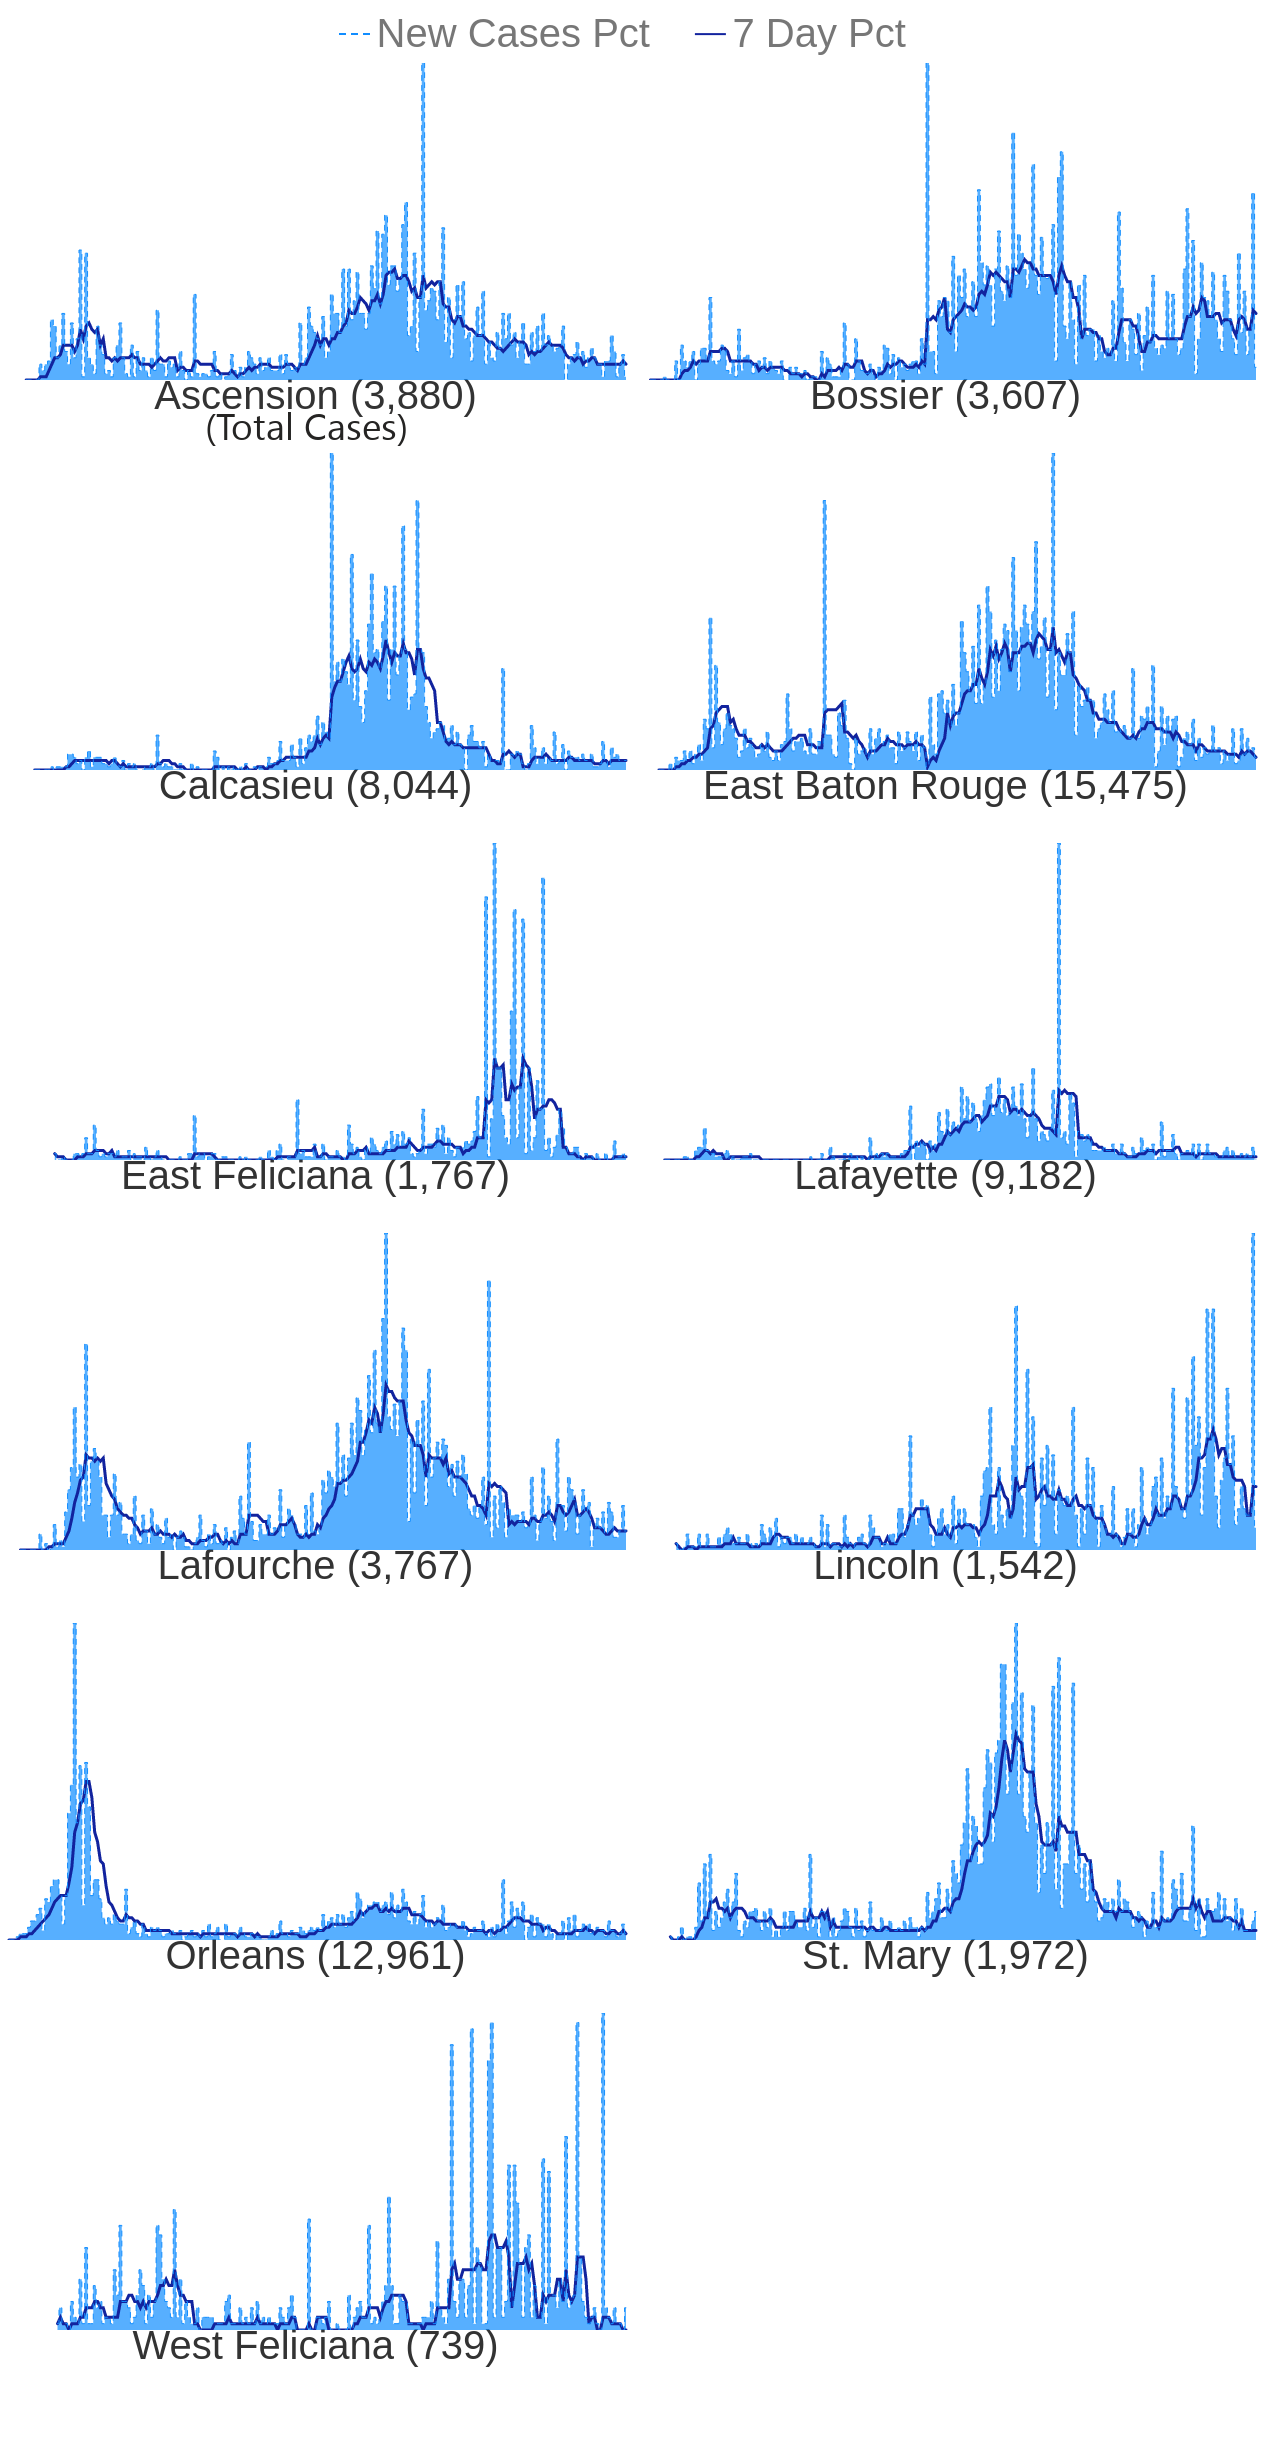 New Cases Pct 7 Day Pct
Ascension (3,880) Bossier (3,607)
(Total Cases)
Calcasieu (8,044) East Baton Rouge (15,475)
East Feliciana (1,767) Lafayette (9,182)
Lafourche (3,767) Lincoln (1,542)
Orleans (12,961) St. Mary (1,972)
West Feliciana (739)